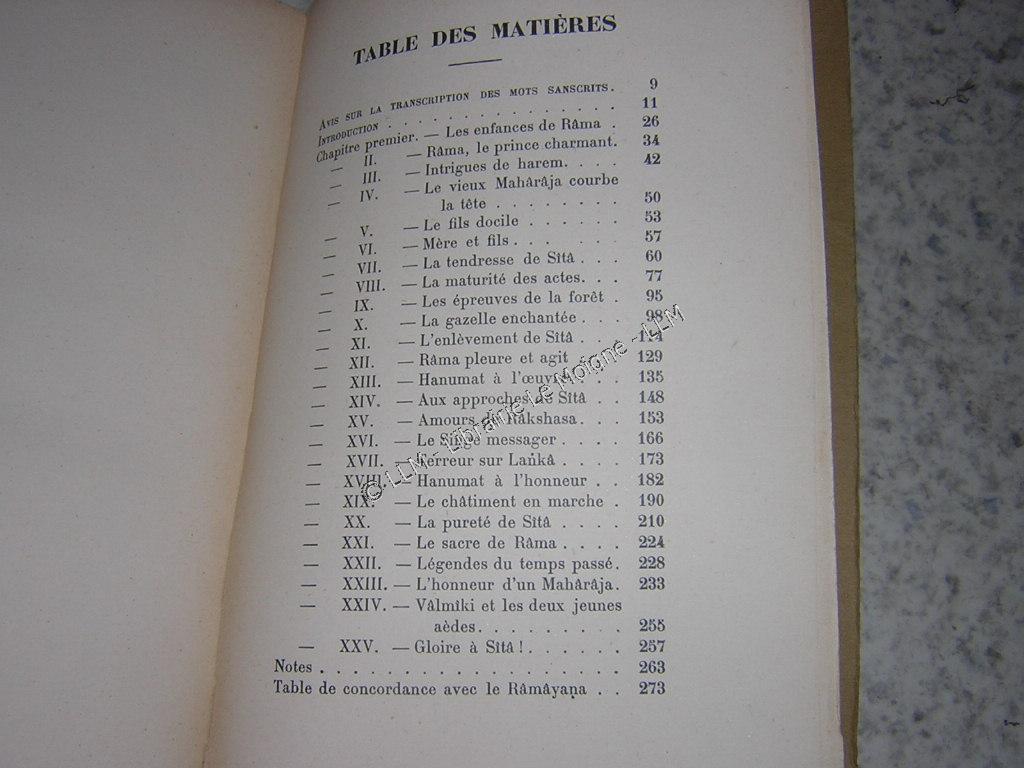 TABLE DES MATIÈRES
AVIS SUR LA TRANSCRIPTION DES MOTS SANSCRITS. 9
INTRODUCTION . . . . . . . . . . . . . 11
Chapitre premier. — Les enfances de Râma . 26
— II. — Râma, le prince charmant. 34
— III. — Intrigues de harem. . . . 42
— IV. — Le vieux Mahârâja courbe
la tête . . . . . . . . 50
— V. — Le fils docile . . . . . . 53
— VI. — Mère et fils . . . . . . 57
— VII. — La tendresse de Sîtâ . . . 60
— VIII. — La maturité des actes. . . 77
— IX. — Les épreuves de la forêt . 95
— X. — La gazelle enchantée . . . 98
— XI. — L'enlèvement de Sîtâ . . . 114
— XII. — Râma pleure et agit . . . 129
— XIII. — Hanumat à l'œuvre . . . 135
— XIV. — Aux approches de Sîtâ . . 148
— XV. — Amours de Râkshasa. . . 153
— XVI. — Le Singe messager . . . . 166
— XVII. — Terreur sur Laṅkâ . . . . 173
— XVIII. — Hanumat à l'honneur . . 182
— XIX. — Le châtiment en marche . 190
— XX. — La pureté de Sîtâ . . . . 210
— XXI. — Le sacre de Râma . . . . 224
— XXII. — Légendes du temps passé. 228
— XXIII. — L'honneur d'un Mahârâja. 233
— XXIV. — Vâlmîki et les deux jeunes
aèdes. . . . . . . . . 255
— XXV. — Gloire à Sîtâ ! . . . . . . 257
Notes . . . . . . . . . . . . . . . . . 263
Table de concordance avec le Râmâyaṇa . . 273
© LLM - Librairie Le Moigne - LLM